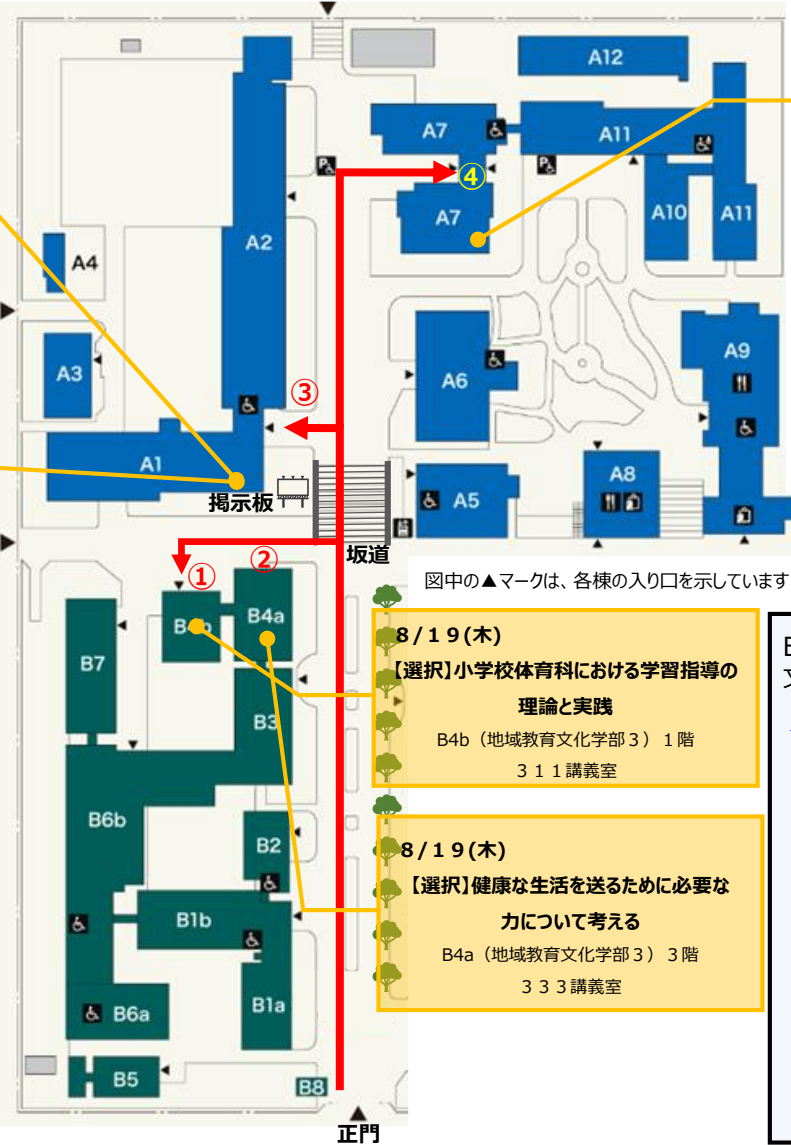 A12
A7
A11
④
A7
A10
A11
A2
A4
A3
③
A6
A9
A1
掲示板
A5
A8
坂道
①
②
図中の▲マークは、各棟の入り口を示しています
B4b
B4a
B7
B3
8/19(木)
【選択】小学校体育科における学習指導の
理論と実践
B4b（地域教育文化学部３）１階
３１１講義室
B6b
B2
8/19(木)
【選択】健康な生活を送るために必要な
力について考える
B4a（地域教育文化学部３）３階
３３３講義室
B1b
B6a
B1a
B5
B8
正門